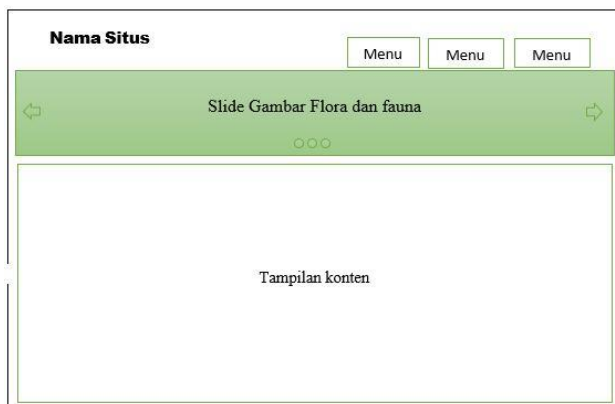 Nama Situs
Menu Menu Menu
Slide Gambar Flora dan fauna
Tampilan konten